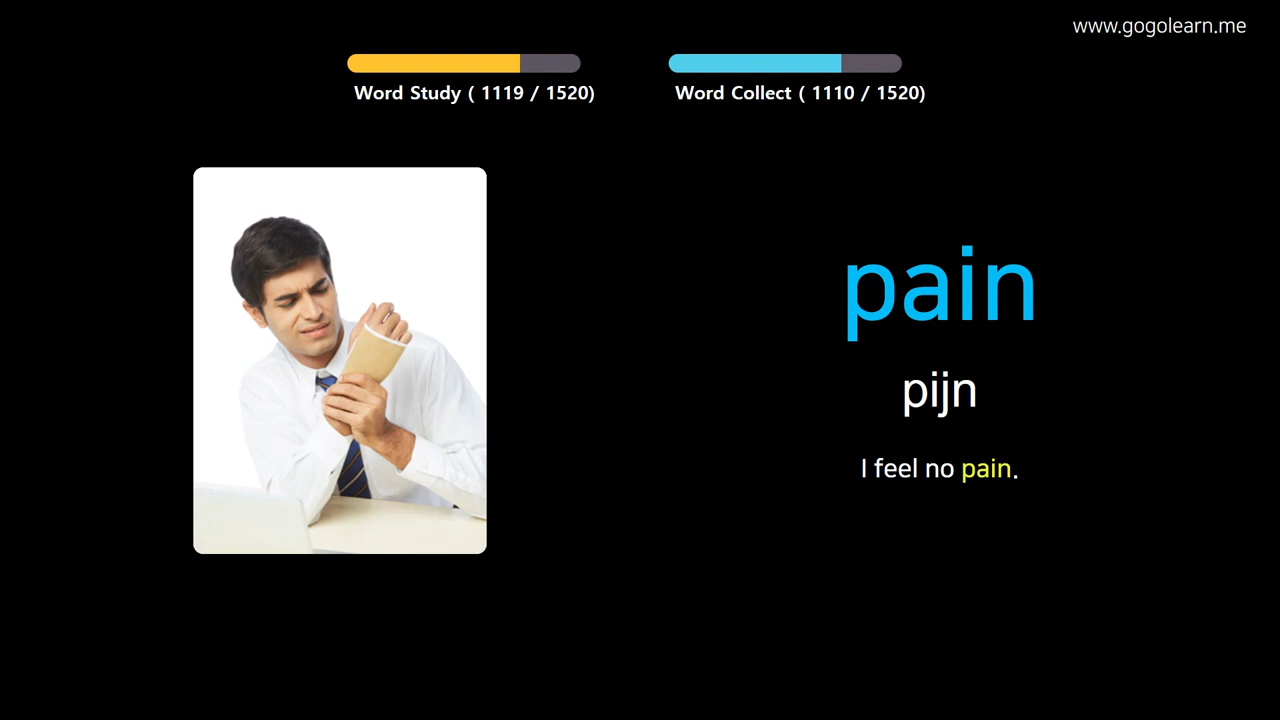 www.gogolearn.me
Word Study ( 1119 / 1520)
Word Collect ( 1110 / 1520)
pain
pijn
I feel no pain.